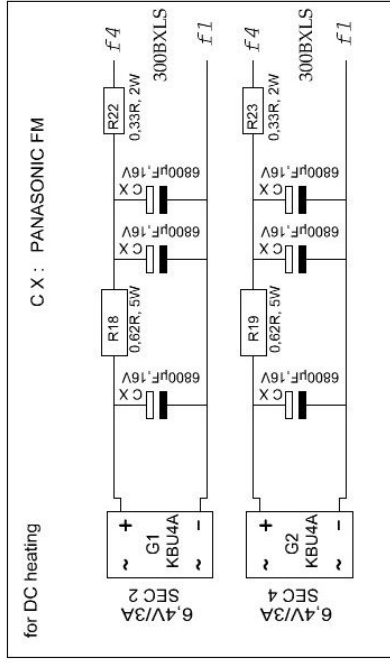 for DC heating
C X : PANASONIC FM
6,4V/3A
SEC 2
~ +
G1
KBU4A
~ −
6800µF,16V
C X
R18
0,62R, 5W
6800µF,16V
C X
6800µF,16V
C X
R22
0,33R, 2W
f4
300BXLS
f1
6,4V/3A
SEC 4
~ +
G2
KBU4A
~ −
6800µF,16V
C X
R19
0,62R, 5W
6800µF,16V
C X
6800µF,16V
C X
R23
0,33R, 2W
f4
300BXLS
f1